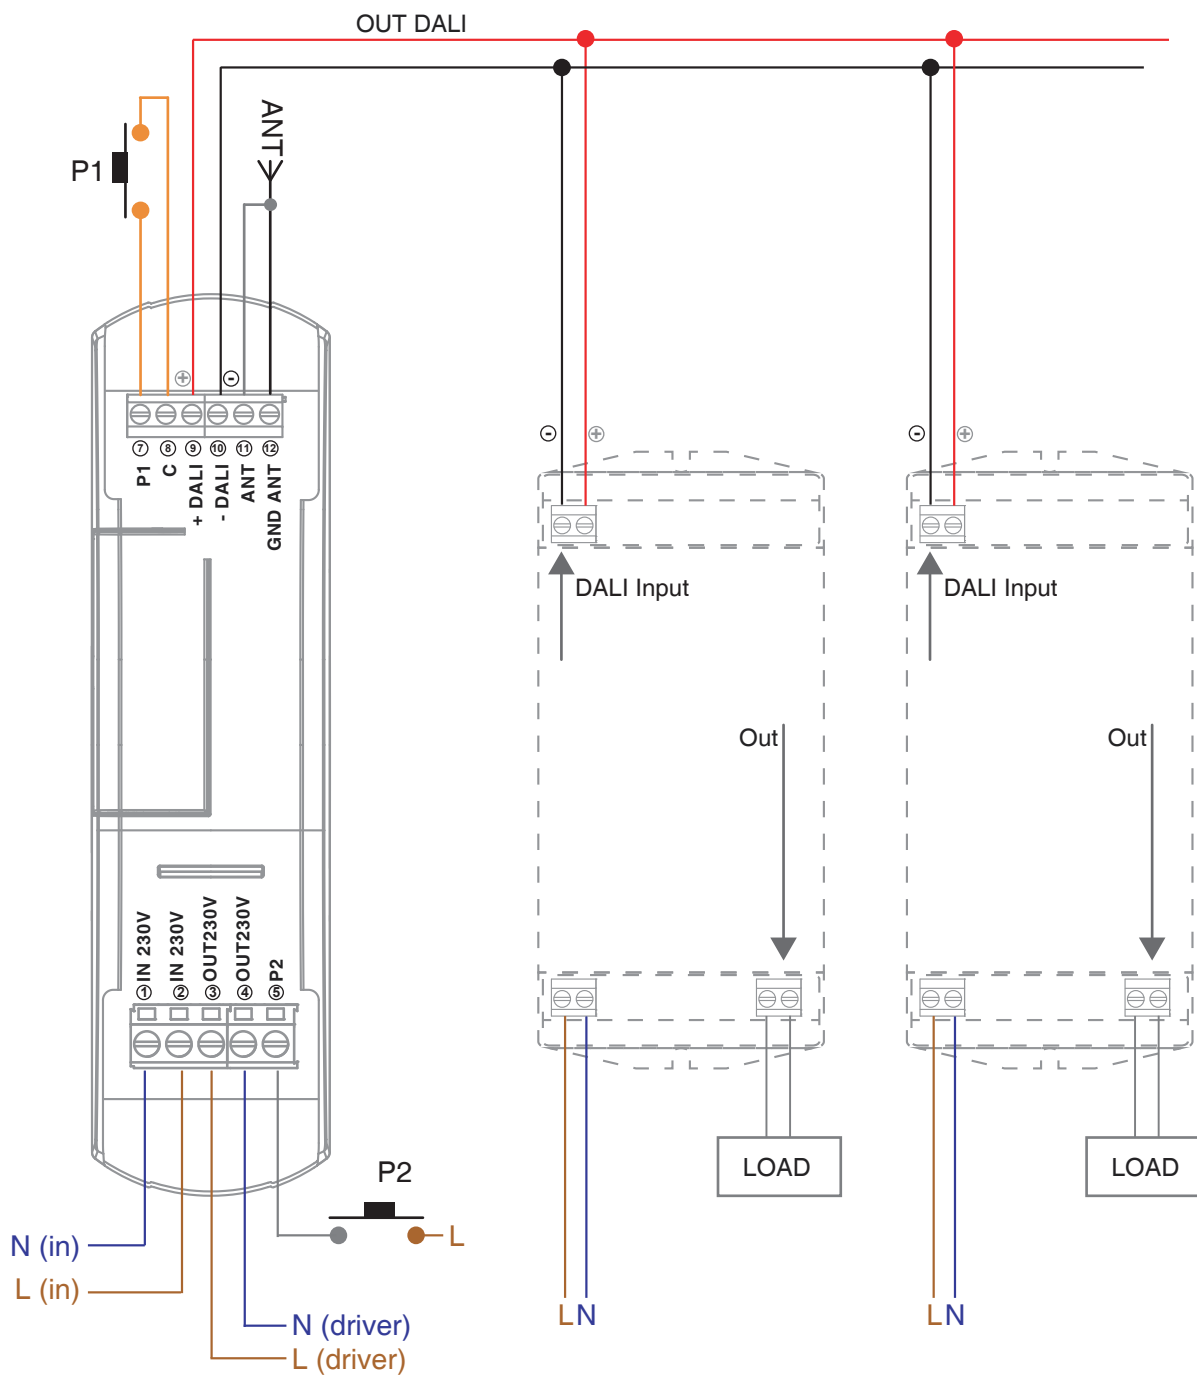 OUT DALI
ANT
P1
+
-
7 8 9 10 11 12
P1
C
+ DALI
- DALI
ANT
GND ANT
- +
- +
DALI Input
DALI Input
Out
Out
IN 230V
IN 230V
OUT230V
OUT230V
P2
1 2 3 4 5
LOAD
LOAD
P2
L
N (in)
L (in)
N (driver)
L (driver)
L N
L N